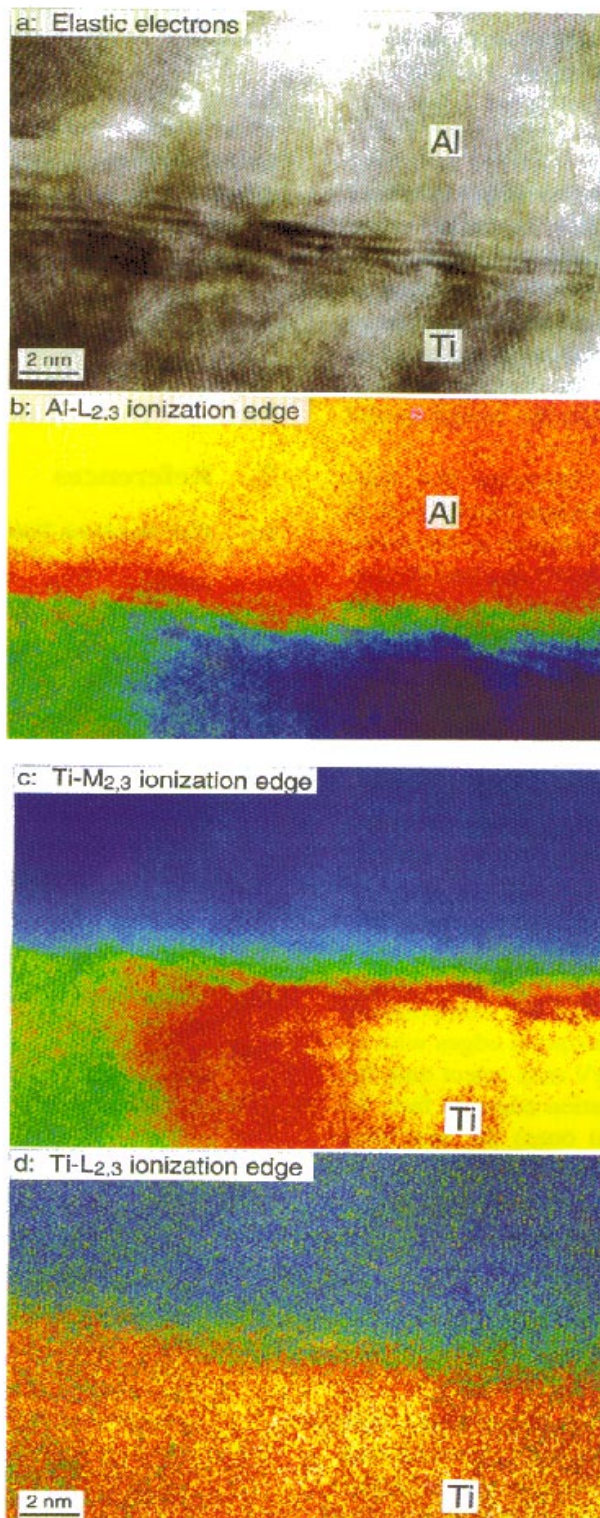 a: Elastic electrons
Al
Ti
2 nm
b: Al-L2,3 ionization edge
Al
c: Ti-M2,3 ionization edge
Ti
d: Ti-L2,3 ionization edge
Ti
2 nm